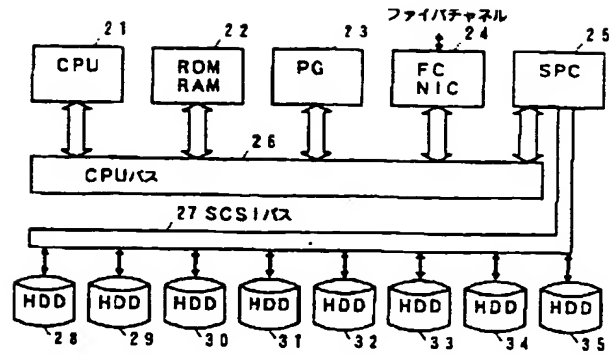 ファイバチャネル
21 22 23 24 25
CPU ROM PG FC SPC
RAM NIC
26
CPUバス
27 SCSIバス
HDD HDD HDD HDD HDD HDD HDD HDD
28 29 30 31 32 33 34 35